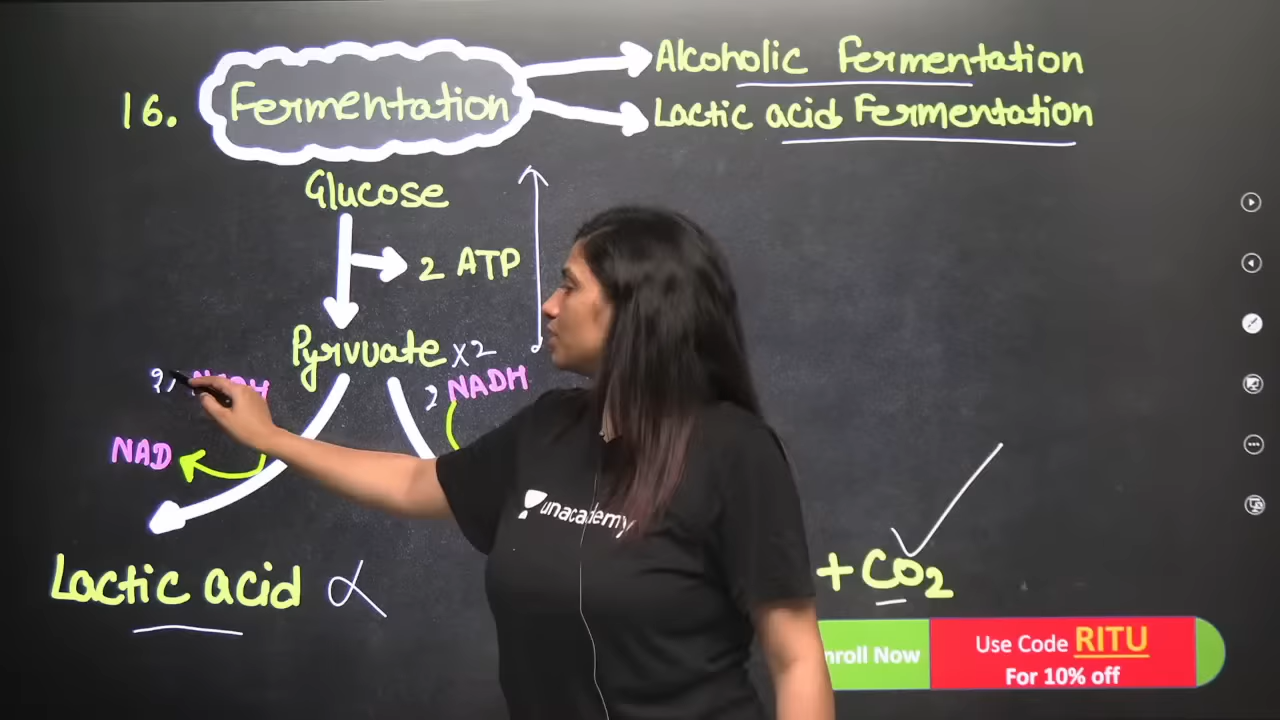 16. Fermentation
Alcoholic Fermentation
Lactic acid Fermentation
Glucose
2 ATP
Pyruvate x2
2 NADH
NAD
Lactic acid
+ CO2
unacademy
Enroll Now
Use Code RITU
For 10% off